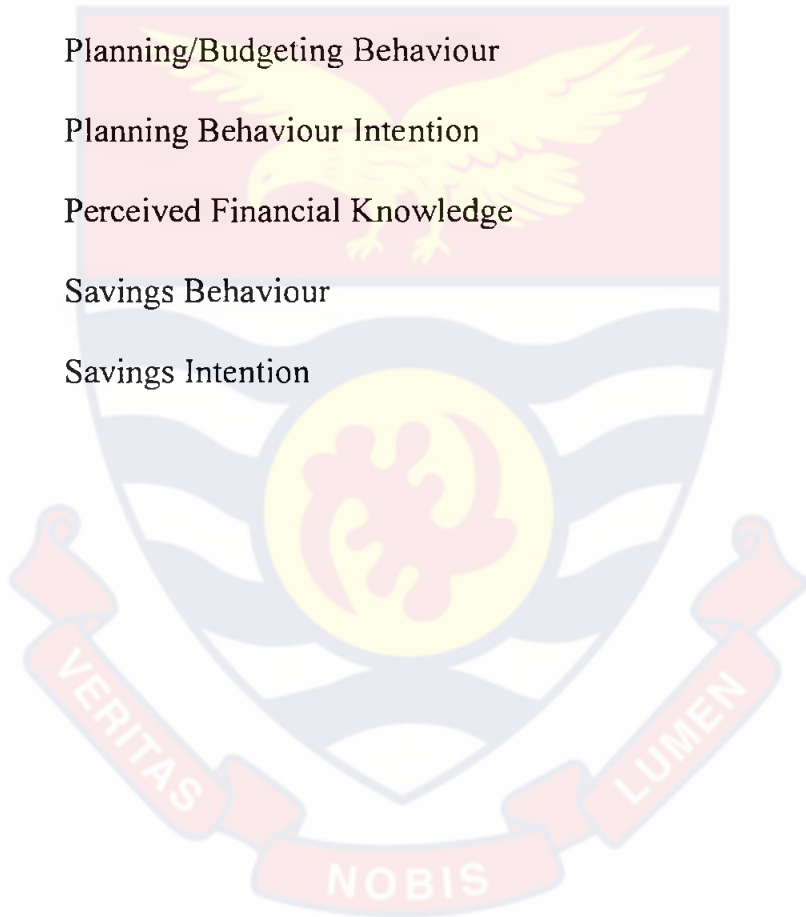 Planning/Budgeting Behaviour
Planning Behaviour Intention
Perceived Financial Knowledge
Savings Behaviour
Savings Intention
VERITAS
NOBIS
LUMEN